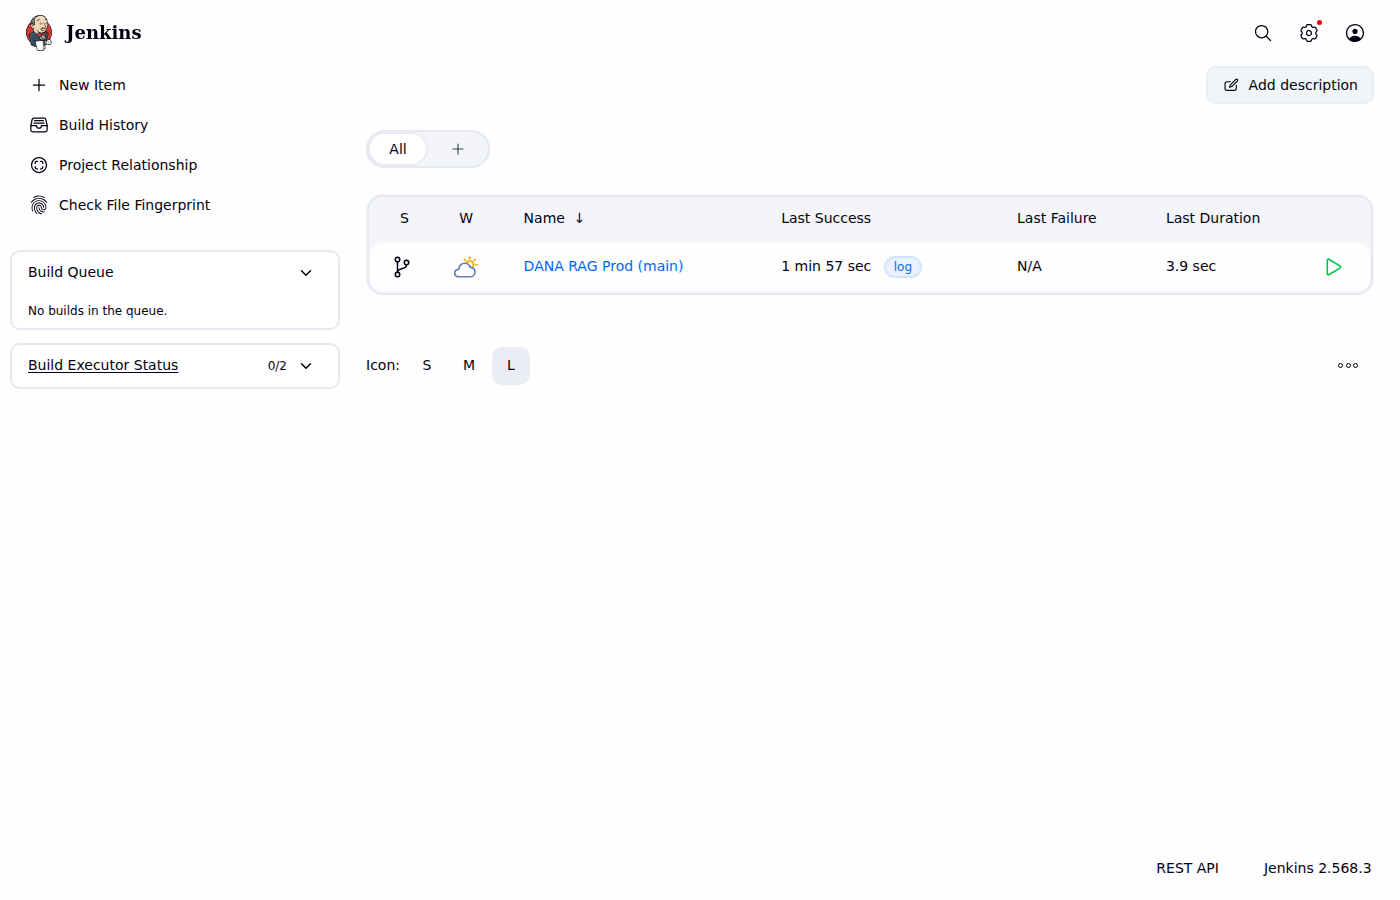 Jenkins
New Item
Build History
Project Relationship
Check File Fingerprint
Build Queue
No builds in the queue.
Build Executor Status 0/2
Add description
All
S W Name ↓ Last Success Last Failure Last Duration
DANA RAG Prod (main) 1 min 57 sec log N/A 3.9 sec
Icon: S M L
REST API Jenkins 2.568.3